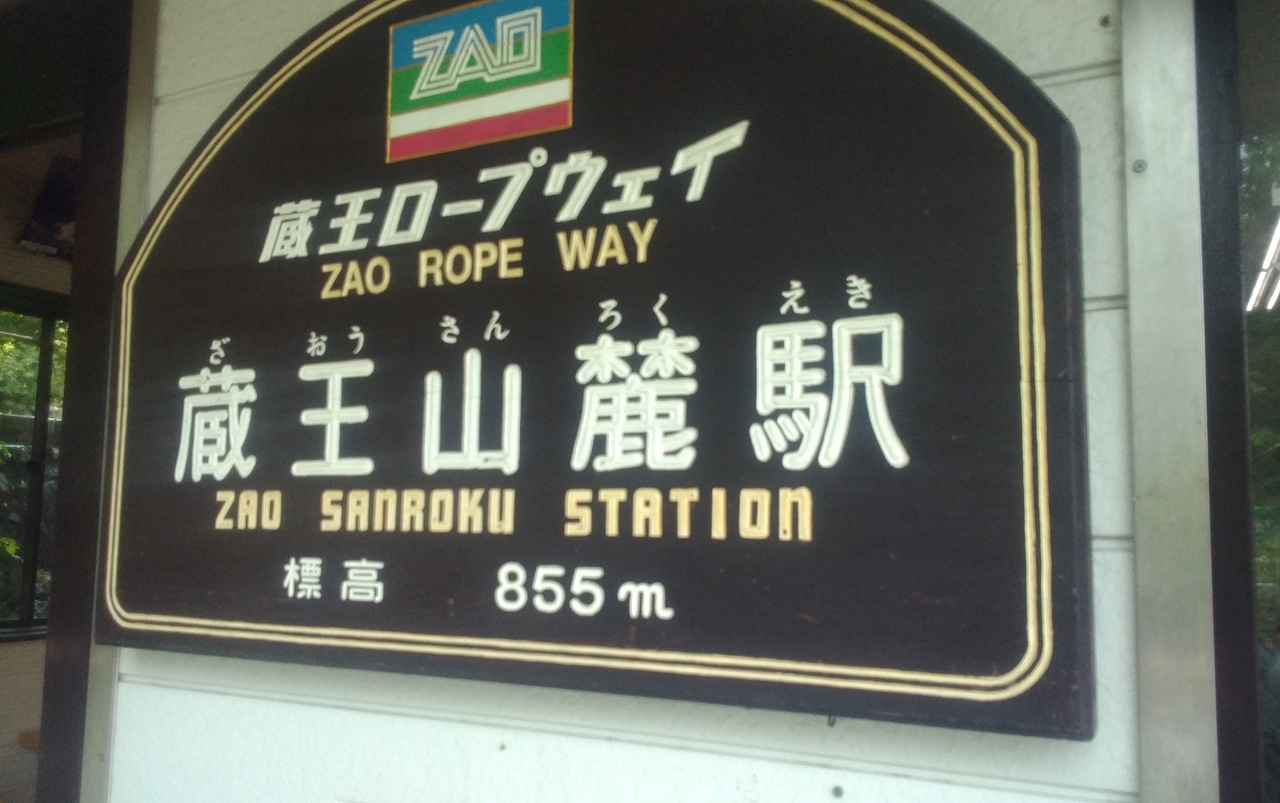 ZAO
蔵王ロープウェイ
ZAO ROPE WAY
ざ おう さん ろく えき
蔵王山麓駅
ZAO SANROKU STATION
標高 855m